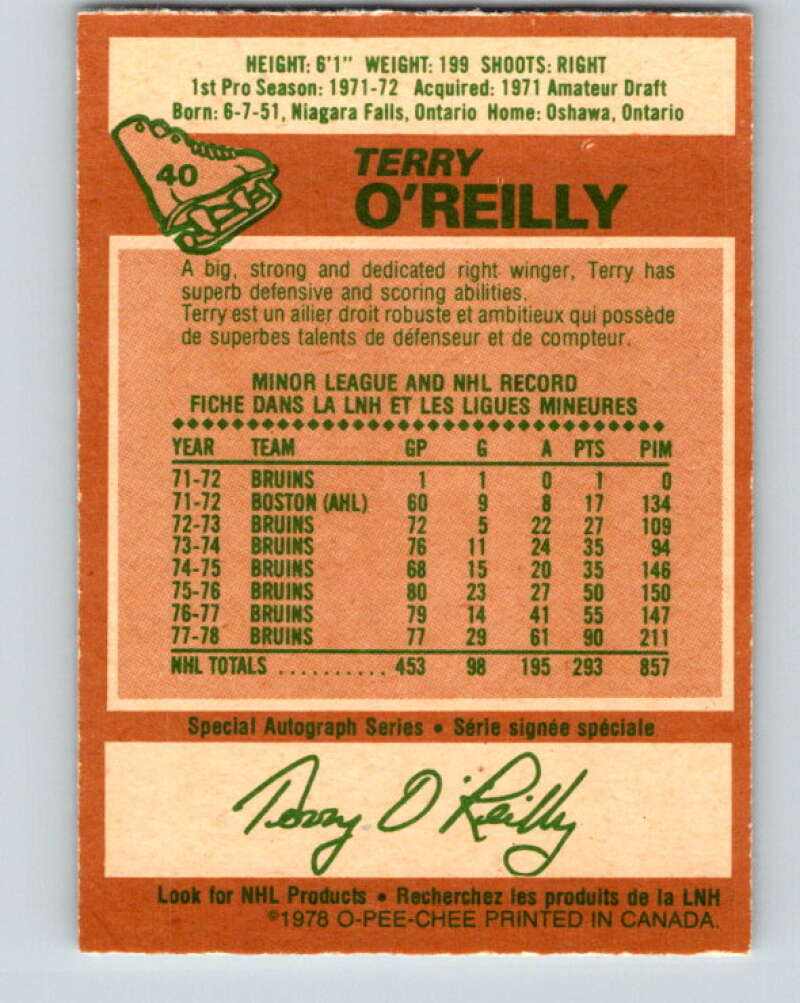 HEIGHT: 6'1" WEIGHT: 199 SHOOTS: RIGHT
1st Pro Season: 1971-72 Acquired: 1971 Amateur Draft
Born: 6-7-51, Niagara Falls, Ontario Home: Oshawa, Ontario
40
TERRY
O'REILLY
A big, strong and dedicated right winger, Terry has
superb defensive and scoring abilities.
Terry est un ailier droit robuste et ambitieux qui possède
de superbes talents de défenseur et de compteur.
MINOR LEAGUE AND NHL RECORD
FICHE DANS LA LNH ET LES LIGUES MINEURES
YEAR TEAM GP G A PTS PIM
71-72 BRUINS 1 1 0 1 0
71-72 BOSTON (AHL) 60 9 8 17 134
72-73 BRUINS 72 5 22 27 109
73-74 BRUINS 76 11 24 35 94
74-75 BRUINS 68 15 20 35 146
75-76 BRUINS 80 23 27 50 150
76-77 BRUINS 79 14 41 55 147
77-78 BRUINS 77 29 61 90 211
NHL TOTALS .......... 453 98 195 293 857
Special Autograph Series • Série signée spéciale
Terry O'Reilly
Look for NHL Products • Recherchez les produits de la LNH
©1978 O-PEE-CHEE PRINTED IN CANADA.